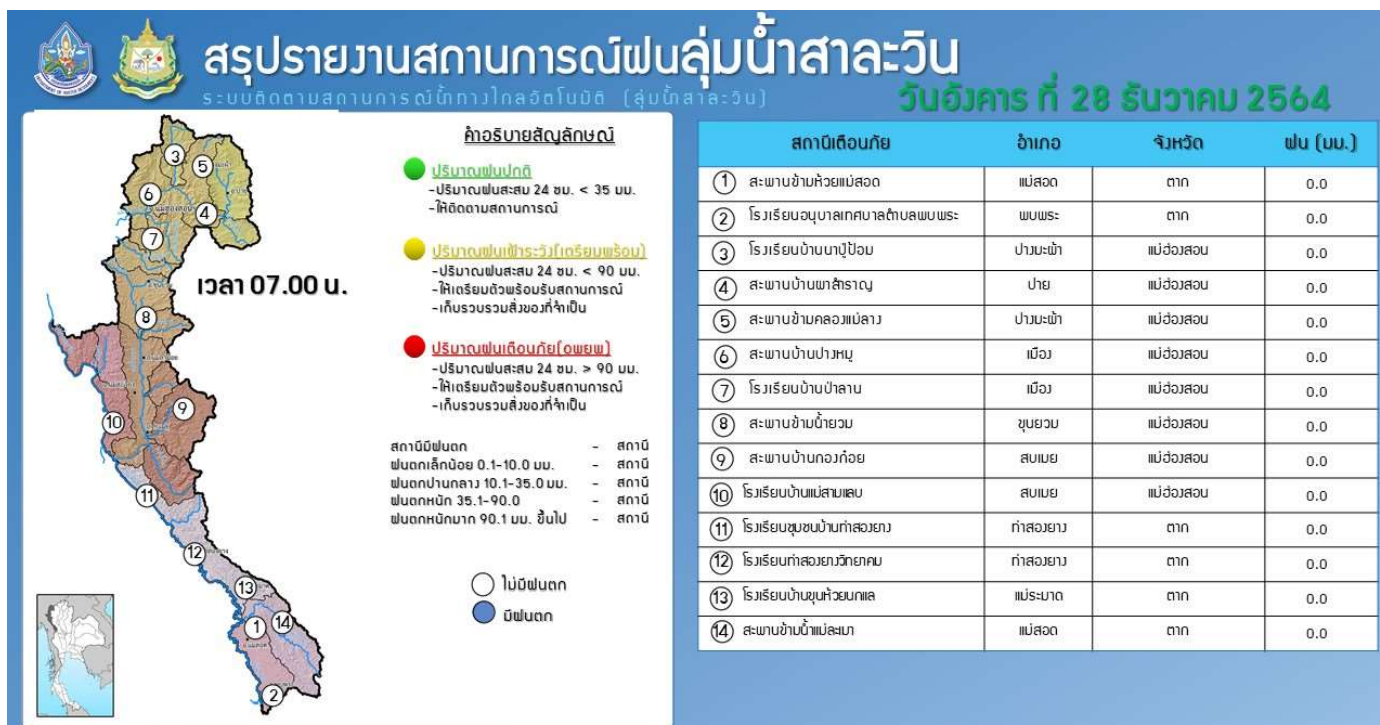 สรุปรายงานสถานการณ์ฝนลุ่มน้ำสาละวิน
ระบบติดตามสถานการณ์น้ำทางไกลอัตโนมัติ (ลุ่มน้ำสาละวิน)
วันอังคาร ที่ 28 ธันวาคม 2564
เวลา 07.00 น.
3
5
6
4
7
8
9
10
11
12
13
1
14
2
คำอธิบายสัญลักษณ์
ปริมาณฝนปกติ
-ปริมาณฝนสะสม 24 ชม. < 35 มม.
-ให้ติดตามสถานการณ์
ปริมาณฝนเฝ้าระวัง(เตรียมพร้อม)
-ปริมาณฝนสะสม 24 ชม. < 90 มม.
-ให้เตรียมตัวพร้อมรับสถานการณ์
-เก็บรวบรวมสิ่งของที่จำเป็น
ปริมาณฝนเตือนภัย(อพยพ)
-ปริมาณฝนสะสม 24 ชม. > 90 มม.
-ให้เตรียมตัวพร้อมรับสถานการณ์
-เก็บรวบรวมสิ่งของที่จำเป็น
สถานีมีฝนตก - สถานี
ฝนตกเล็กน้อย 0.1-10.0 มม. - สถานี
ฝนตกปานกลาง 10.1-35.0 มม. - สถานี
ฝนตกหนัก 35.1-90.0 - สถานี
ฝนตกหนักมาก 90.1 มม. ขึ้นไป - สถานี
ไม่มีฝนตก
มีฝนตก
สถานีเตือนภัย อำเภอ จังหวัด ฝน (มม.)
1 สะพานข้ามห้วยแม่สอด แม่สอด ตาก 0.0
2 โรงเรียนอนุบาลเทศบาลตำบลพบพระ พบพระ ตาก 0.0
3 โรงเรียนบ้านนาปู่ป้อม ปางมะผ้า แม่ฮ่องสอน 0.0
4 สะพานบ้านผาสำราญ ปาย แม่ฮ่องสอน 0.0
5 สะพานข้ามคลองแม่ลาง ปางมะผ้า แม่ฮ่องสอน 0.0
6 สะพานบ้านปางหมู เมือง แม่ฮ่องสอน 0.0
7 โรงเรียนบ้านป่าลาน เมือง แม่ฮ่องสอน 0.0
8 สะพานข้ามน้ำยวม ขุนยวม แม่ฮ่องสอน 0.0
9 สะพานบ้านกองก๋อย สบเมย แม่ฮ่องสอน 0.0
10 โรงเรียนบ้านแม่สามแลบ สบเมย แม่ฮ่องสอน 0.0
11 โรงเรียนชุมชนบ้านท่าสองยาง ท่าสองยาง ตาก 0.0
12 โรงเรียนท่าสองยางวิทยาคม ท่าสองยาง ตาก 0.0
13 โรงเรียนบ้านขุนห้วยนกแล แม่ระมาด ตาก 0.0
14 สะพานข้ามน้ำแม่ละเมา แม่สอด ตาก 0.0